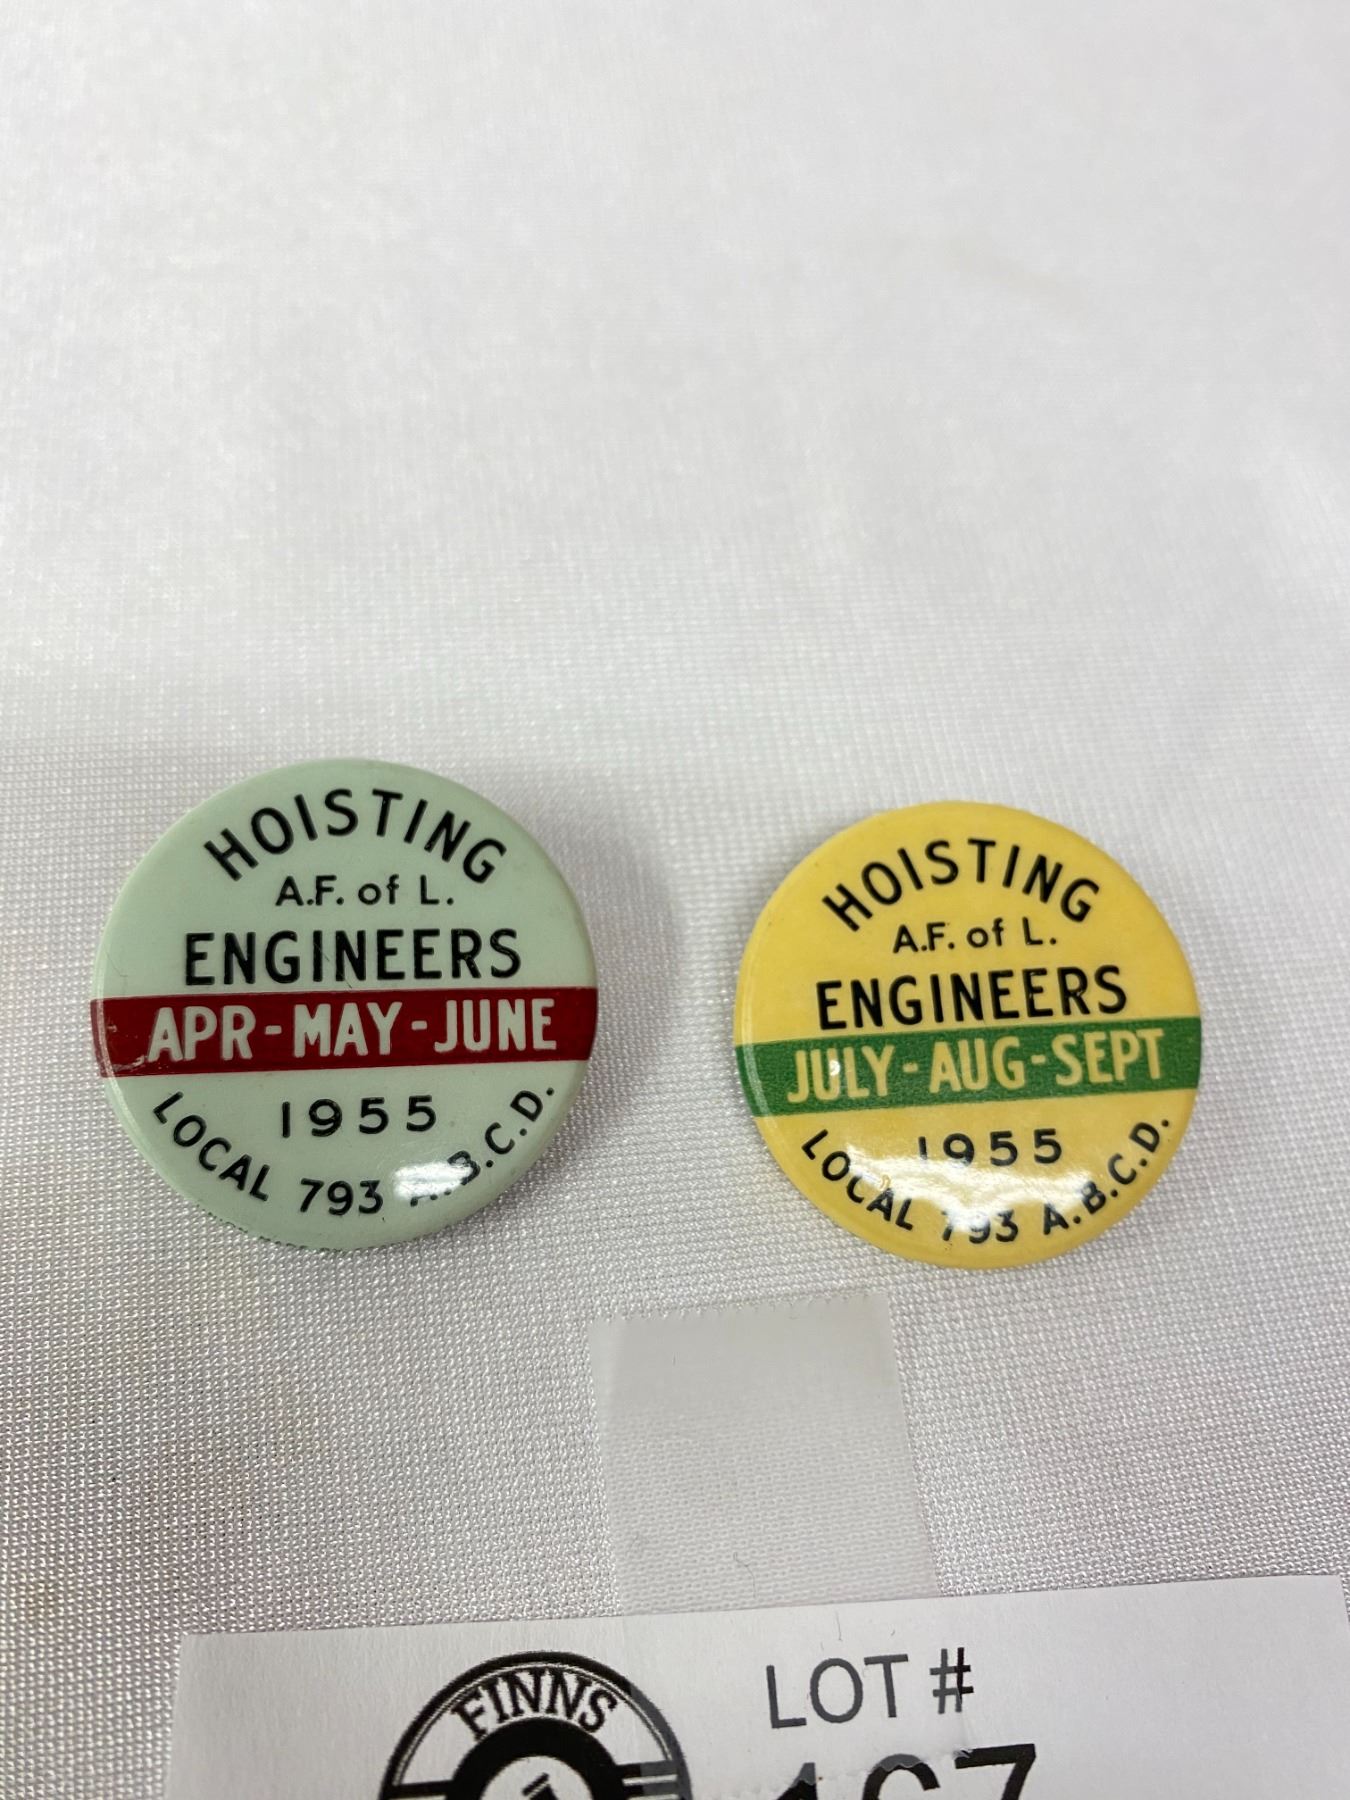 HOISTING
A.F. of L.
ENGINEERS
APR-MAY-JUNE
1955
LOCAL 793 A.B.C.D.
HOISTING
A.F. of L.
ENGINEERS
JULY-AUG-SEPT
1955
LOCAL 793 A.B.C.D.
FINNS
LOT #